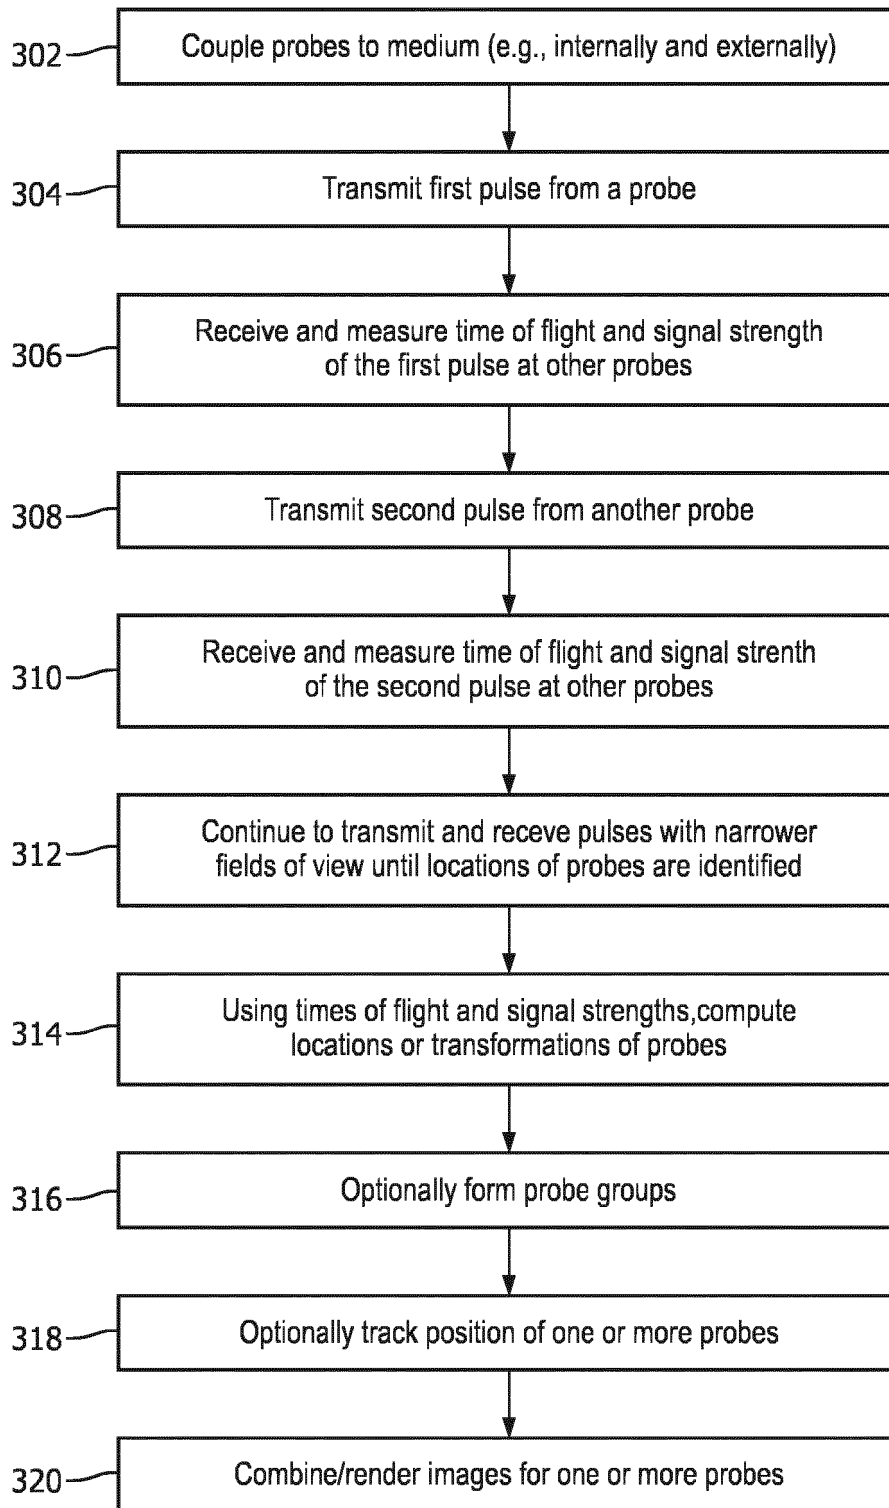 302
Couple probes to medium (e.g., internally and externally)
304
Transmit first pulse from a probe
306
Receive and measure time of flight and signal strength
of the first pulse at other probes
308
Transmit second pulse from another probe
310
Receive and measure time of flight and signal strenth
of the second pulse at other probes
312
Continue to transmit and receve pulses with narrower
fields of view until locations of probes are identified
314
Using times of flight and signal strengths,compute
locations or transformations of probes
316
Optionally form probe groups
318
Optionally track position of one or more probes
320
Combine/render images for one or more probes